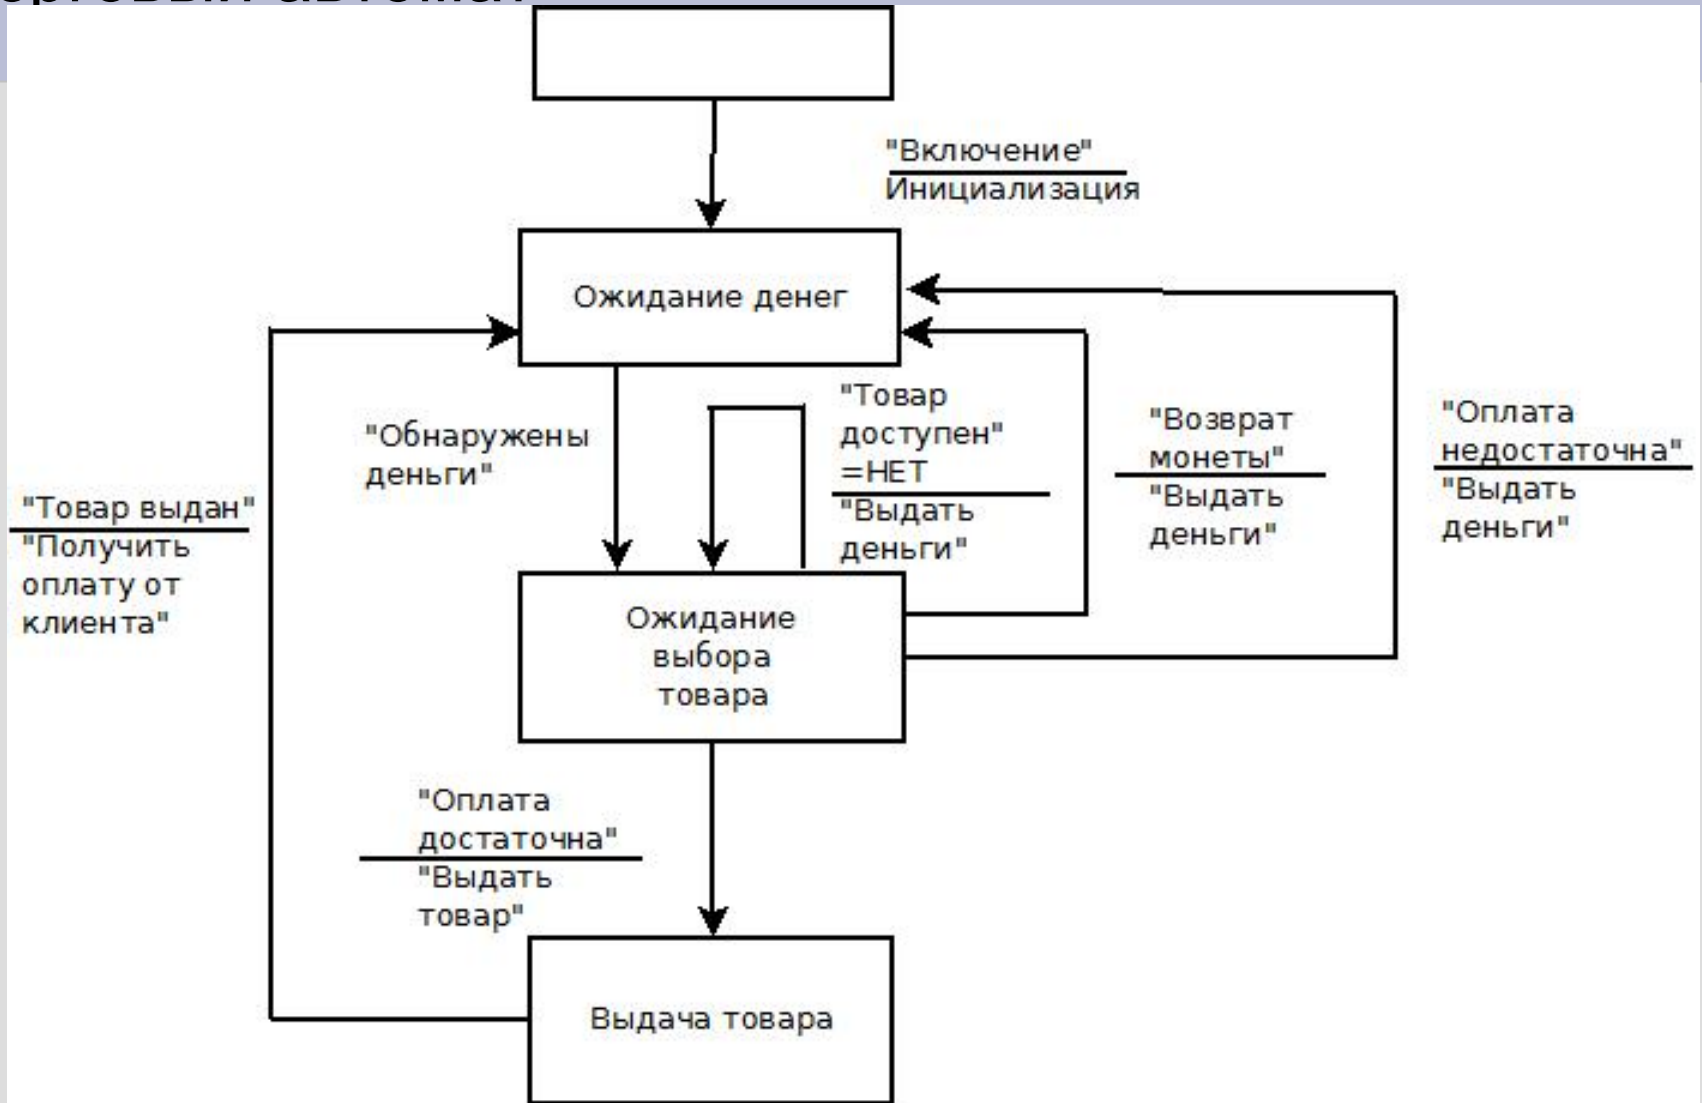 "Включение"
Инициализация
Ожидание денег
"Обнаружены
деньги"
"Товар
доступен"
=НЕТ
"Выдать
деньги"
"Возврат
монеты"
"Выдать
деньги"
"Оплата
недостаточна"
"Выдать
деньги"
"Товар выдан"
"Получить
оплату от
клиента"
Ожидание
выбора
товара
"Оплата
достаточна"
"Выдать
товар"
Выдача товара